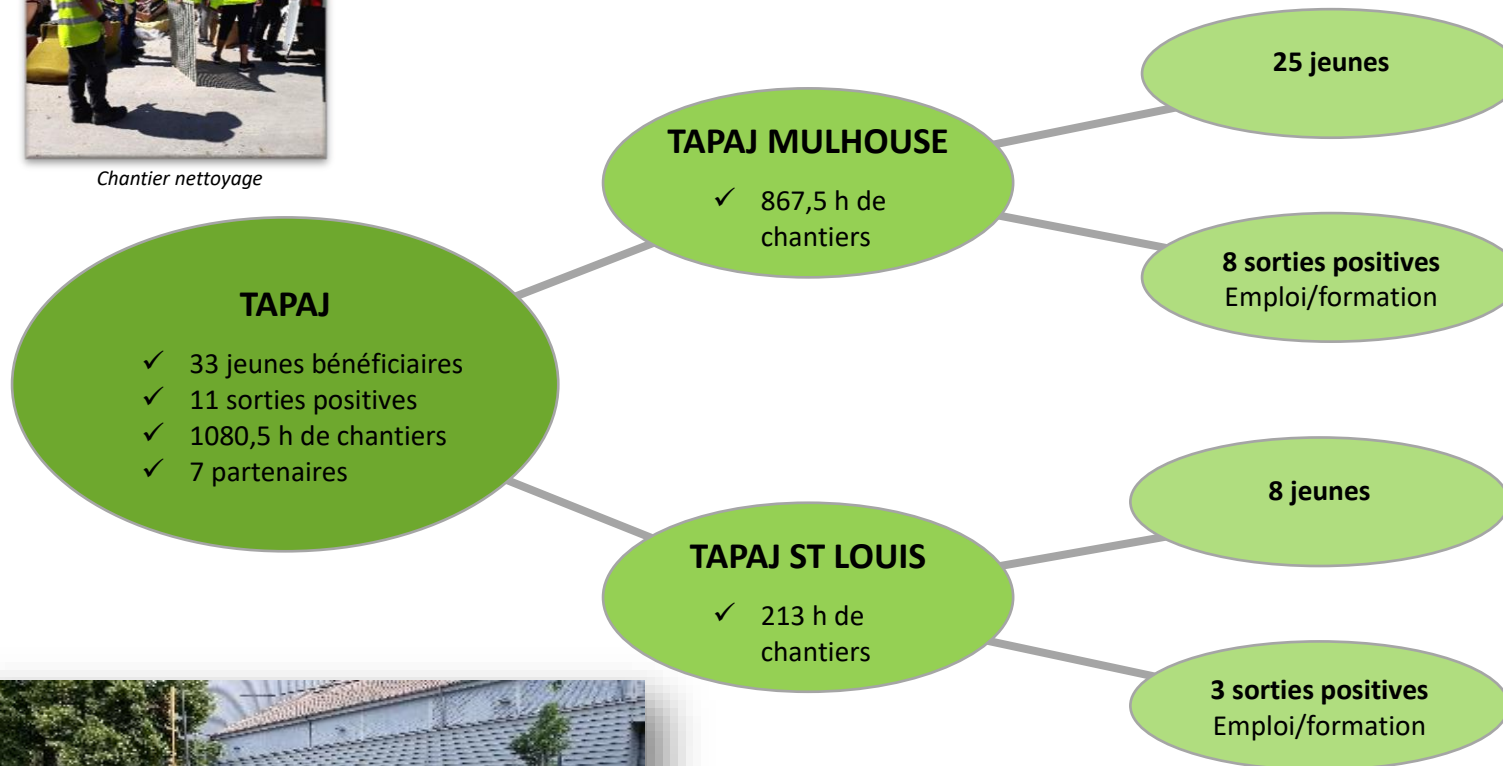 Chantier nettoyage
TAPAJ
✓ 33 jeunes bénéficiaires
✓ 11 sorties positives
✓ 1080,5 h de chantiers
✓ 7 partenaires
TAPAJ MULHOUSE
✓ 867,5 h de
chantiers
25 jeunes
8 sorties positives
Emploi/formation
TAPAJ ST LOUIS
✓ 213 h de
chantiers
8 jeunes
3 sorties positives
Emploi/formation